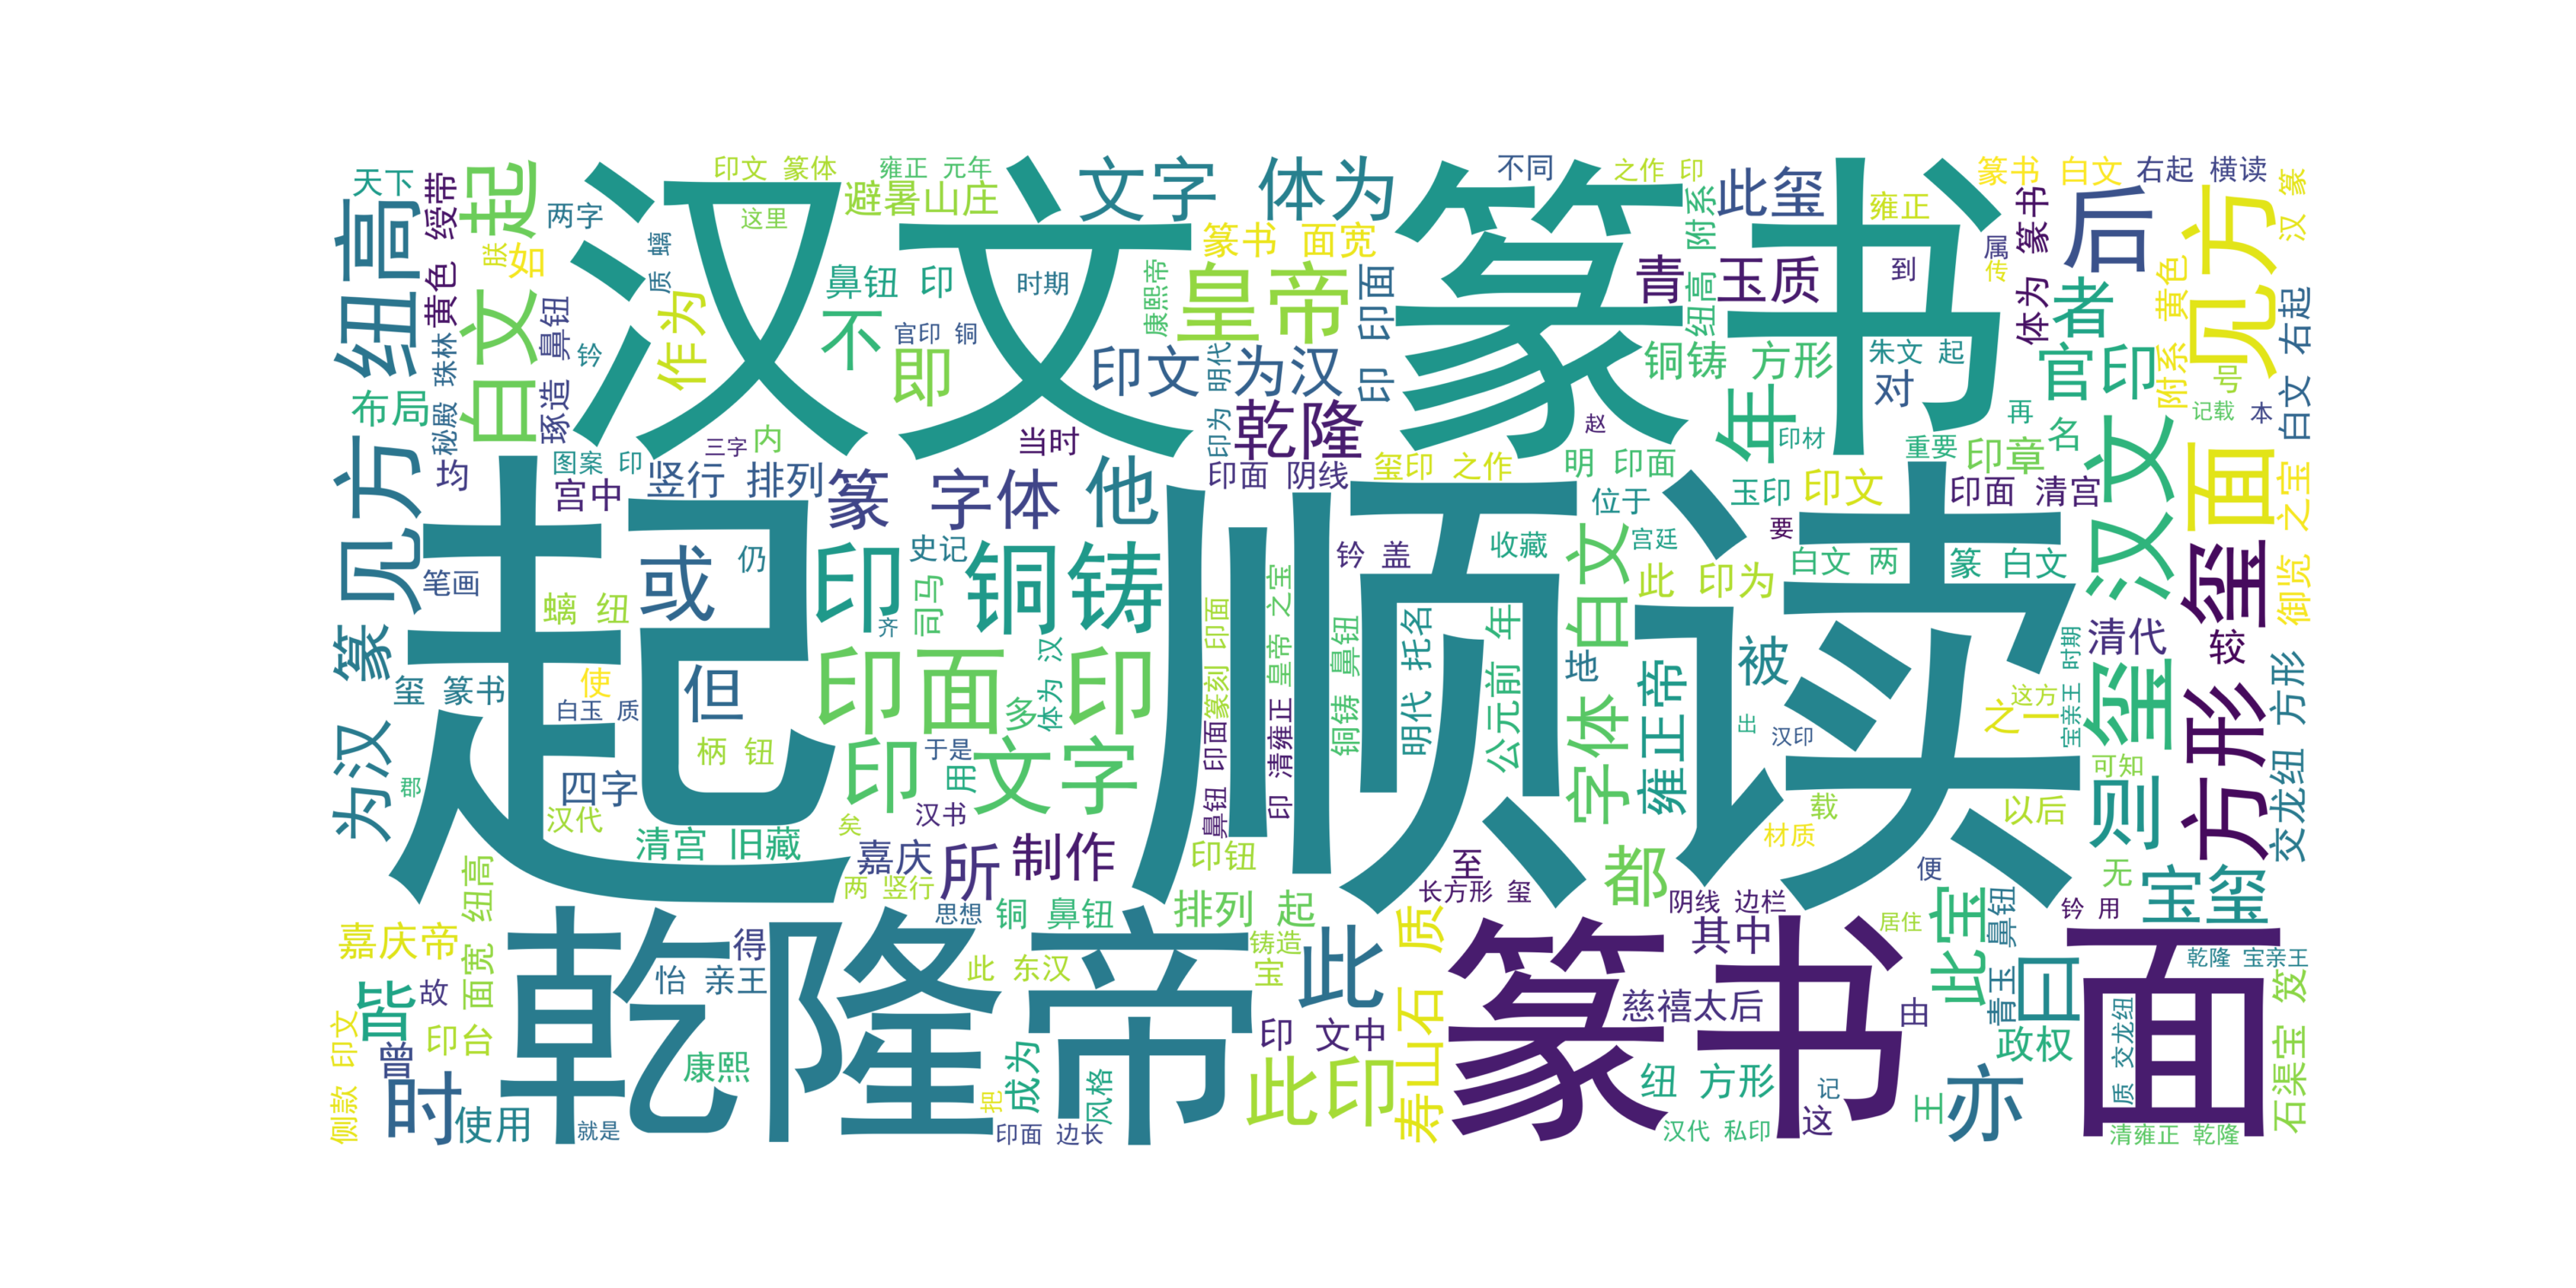 天下
纽高
黄色 绶带
起
白文
两字
汉文
印文 篆体
雍正 元年
避暑山庄
这里
文字 体为
篆书
不同
之作 印
此玺
篆书 白文
右起 横读
汉 篆
雍正
附系
体为 篆书
后
见方
朕
如
螭
质
作为
鼻钮 印
时期
康熙帝
皇帝
篆书 面宽
印 印面
青 玉质
到
属
传
者
附系 黄色
白文 右起
不
即
官印 铜
印文 为汉
印为 明代
乾隆
纽高
铜铸 方形
朱文 起
对
官印
号
记载
本
布局
秘殿 珠林
琢造 鼻钮
钤
三字
内
当时
赵
年
印材
再
重要
名
印章
见方
均
图案 印
宫中
竖行 排列
篆 字体
他
印面 阴线
玺印 之作
明 印面
位于
玉印
印文
印面 清宫
汉文
面
御览 之宝
起
顺读
笔画
或
仍
印
史记
铜铸
钤 盖
收藏
白文
宫廷
要
白文 两
篆 白文
此 印为
玺
为汉 篆
螭 纽
齐
司马
篆刻 印面
皇帝 之宝
铜铸 鼻钮
明代 托名
公元前 年
地
字体
雍正帝
被
清代
较
玺 篆书
使
但
印面
多
体为 汉
印
白玉 质
出
汉印
之一
这方
宝亲王 时期
玺
方形
交龙纽 方形
郡
柄 钮
四字
印
于是
用
文字
鼻钮 印面
印 清雍正
可知
汉代
清宫 旧藏
矣
汉书
载
材质
以后
印
嘉庆
所
制作
印钮
至
长方形 玺
都
阴线 边栏
便
无
宝玺
面宽 纽高
两 竖行
思想
铜 鼻钮
排列 起
质
其中
居住
钤 用
嘉庆帝
皆
故
得
怡 亲王
乾隆帝
此 东汉
铸造
宝
此
篆书
慈禧太后
由
此宝
青玉 鼻钮
曰
面
乾隆 宝亲王
侧款 印文
印台
曾
时
使用
康熙
就是
把
成为
风格
印面 边长
此印
印 文中
寿山石
纽 方形
汉代 私印
记
这
王
亦
政权
质 交龙纽
清雍正 乾隆
石渠宝 笈